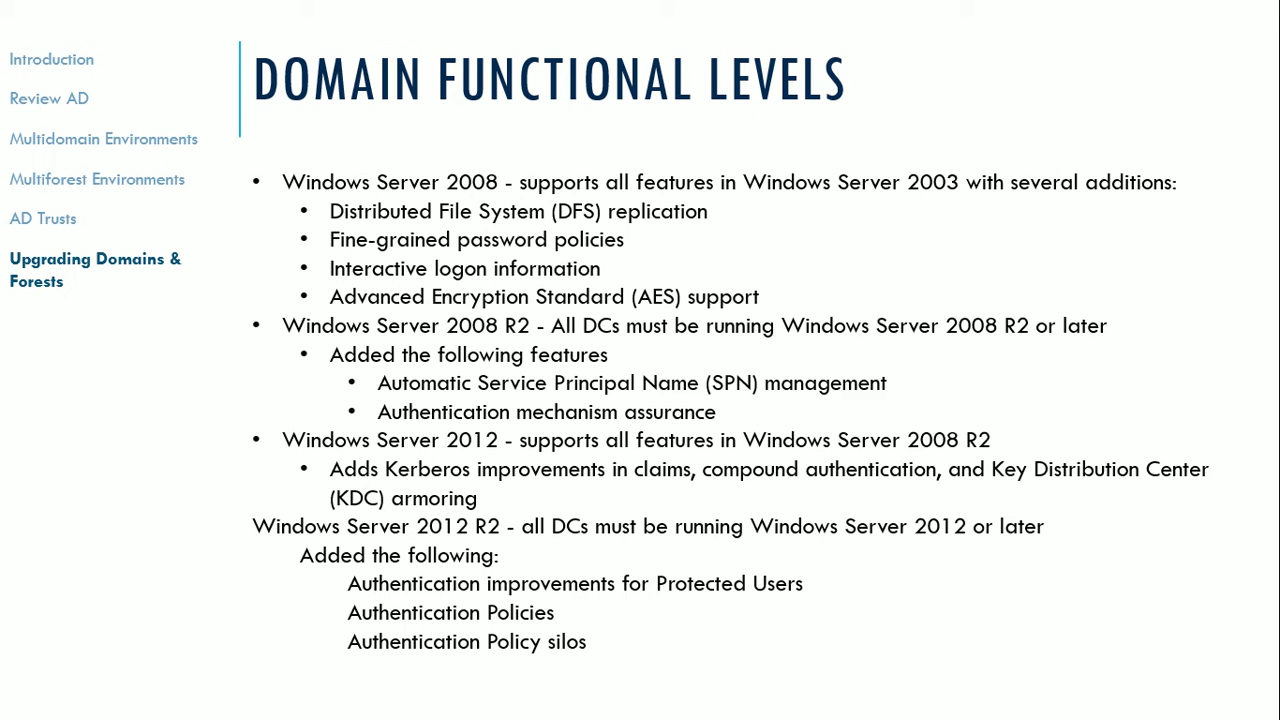 Introduction
Review AD
Multidomain Environments
Multiforest Environments
AD Trusts
Upgrading Domains &
Forests
DOMAIN FUNCTIONAL LEVELS
• Windows Server 2008 - supports all features in Windows Server 2003 with several additions:
• Distributed File System (DFS) replication
• Fine-grained password policies
• Interactive logon information
• Advanced Encryption Standard (AES) support
• Windows Server 2008 R2 - All DCs must be running Windows Server 2008 R2 or later
• Added the following features
• Automatic Service Principal Name (SPN) management
• Authentication mechanism assurance
• Windows Server 2012 - supports all features in Windows Server 2008 R2
• Adds Kerberos improvements in claims, compound authentication, and Key Distribution Center
(KDC) armoring
Windows Server 2012 R2 - all DCs must be running Windows Server 2012 or later
Added the following:
Authentication improvements for Protected Users
Authentication Policies
Authentication Policy silos